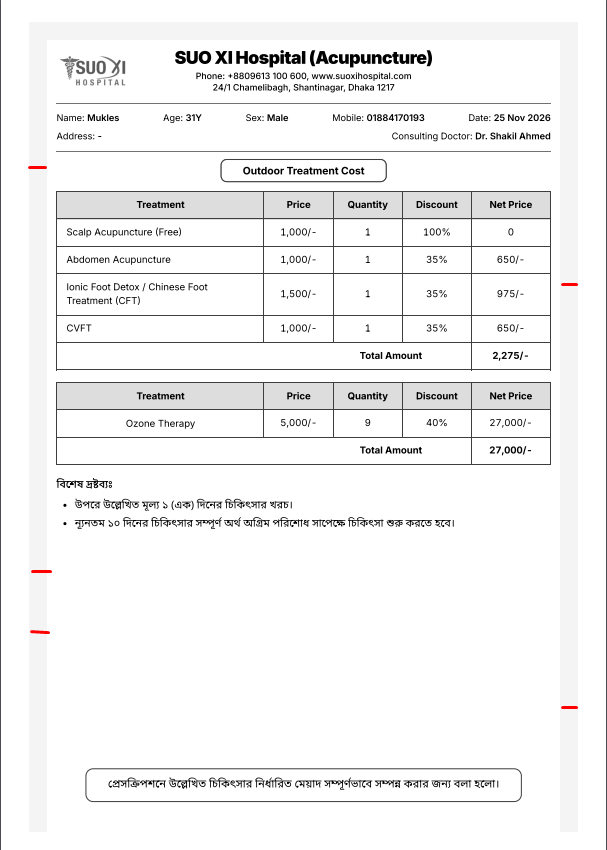 SUO XI
HOSPITAL
SUO XI Hospital (Acupuncture)
Phone: +8809613 100 600, www.suoxihospital.com
24/1 Chamelibagh, Shantinagar, Dhaka 1217
Name: Mukles Age: 31Y Sex: Male Mobile: 01884170193 Date: 25 Nov 2026
Address: - Consulting Doctor: Dr. Shakil Ahmed
Outdoor Treatment Cost
Treatment Price Quantity Discount Net Price
Scalp Acupuncture (Free) 1,000/- 1 100% 0
Abdomen Acupuncture 1,000/- 1 35% 650/-
Ionic Foot Detox / Chinese Foot
Treatment (CFT) 1,500/- 1 35% 975/-
CVFT 1,000/- 1 35% 650/-
Total Amount 2,275/-
Treatment Price Quantity Discount Net Price
Ozone Therapy 5,000/- 9 40% 27,000/-
Total Amount 27,000/-
বিশেষ দ্রষ্টব্যঃ
• উপরে উল্লেখিত মূল্য ১ (এক) দিনের চিকিৎসার খরচ।
• ন্যূনতম ১০ দিনের চিকিৎসার সম্পূর্ণ অর্থ অগ্রিম পরিশোধ সাপেক্ষে চিকিৎসা শুরু করতে হবে।
প্রেসক্রিপশনে উল্লেখিত চিকিৎসার নির্ধারিত মেয়াদ সম্পূর্ণভাবে সম্পন্ন করার জন্য বলা হলো।